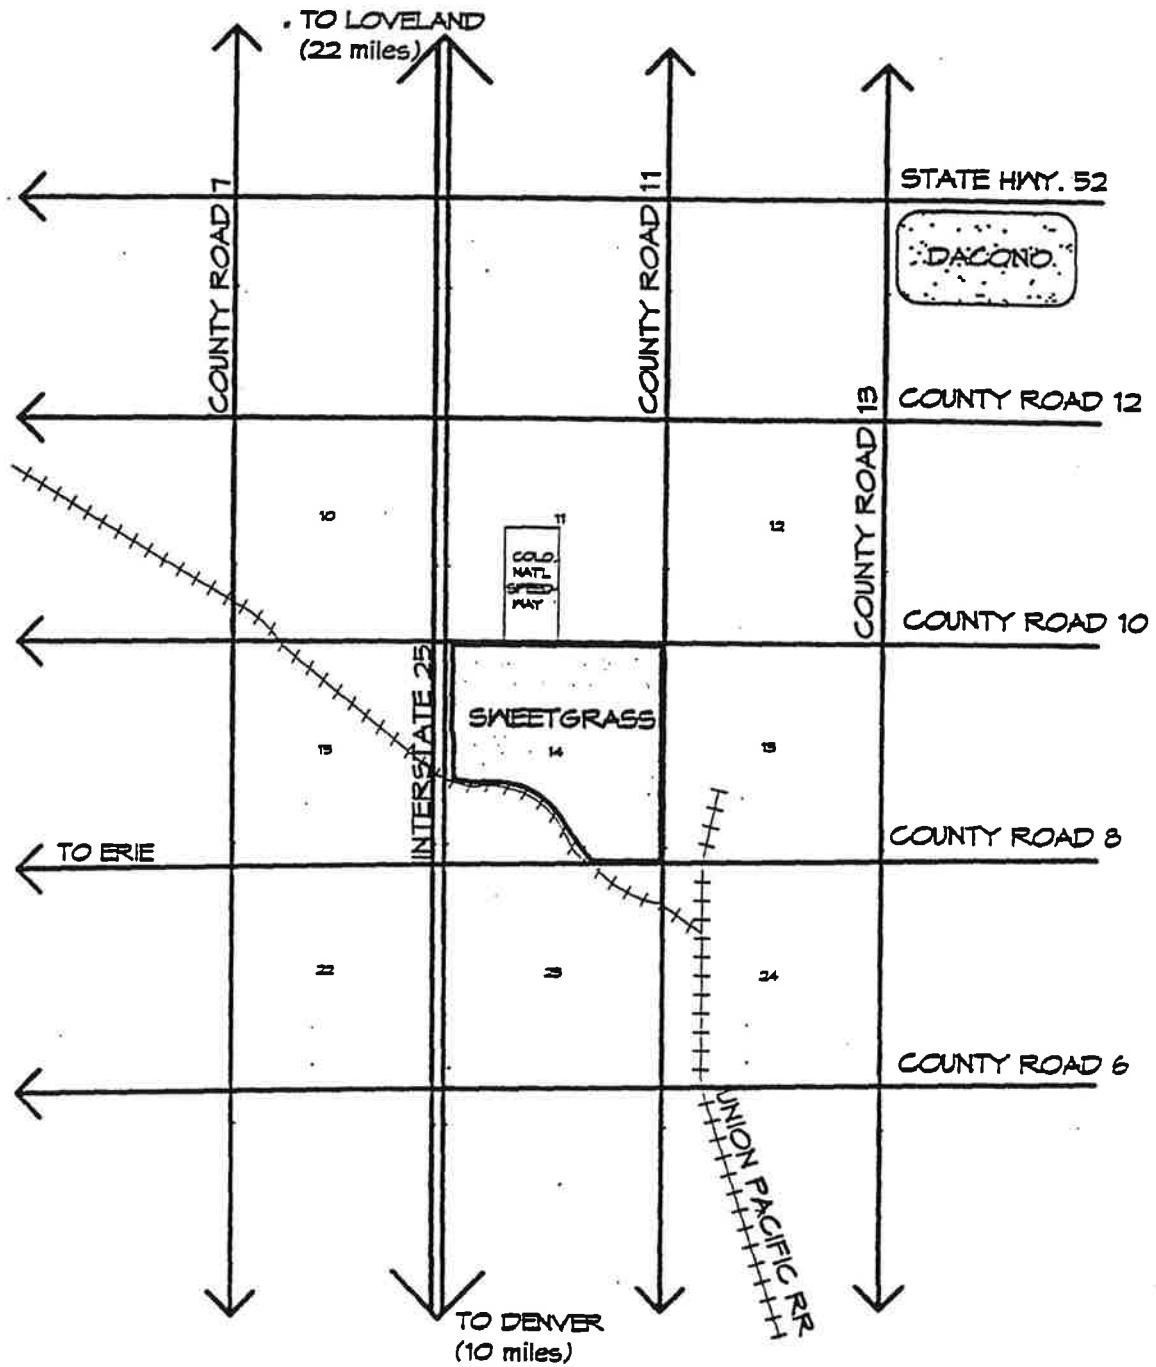 . TO LOVELAND
(22 miles)
COUNTY ROAD 7
COUNTY ROAD 11
STATE HWY. 52
DACONO
COUNTY ROAD 12
COUNTY ROAD 13
10
11
12
COLO.
NATL
SPEED
WAY
COUNTY ROAD 10
INTERSTATE 25
SWEETGRASS
15
14
13
TO ERIE
COUNTY ROAD 8
22
23
24
COUNTY ROAD 6
UNION PACIFIC RR
TO DENVER
(10 miles)